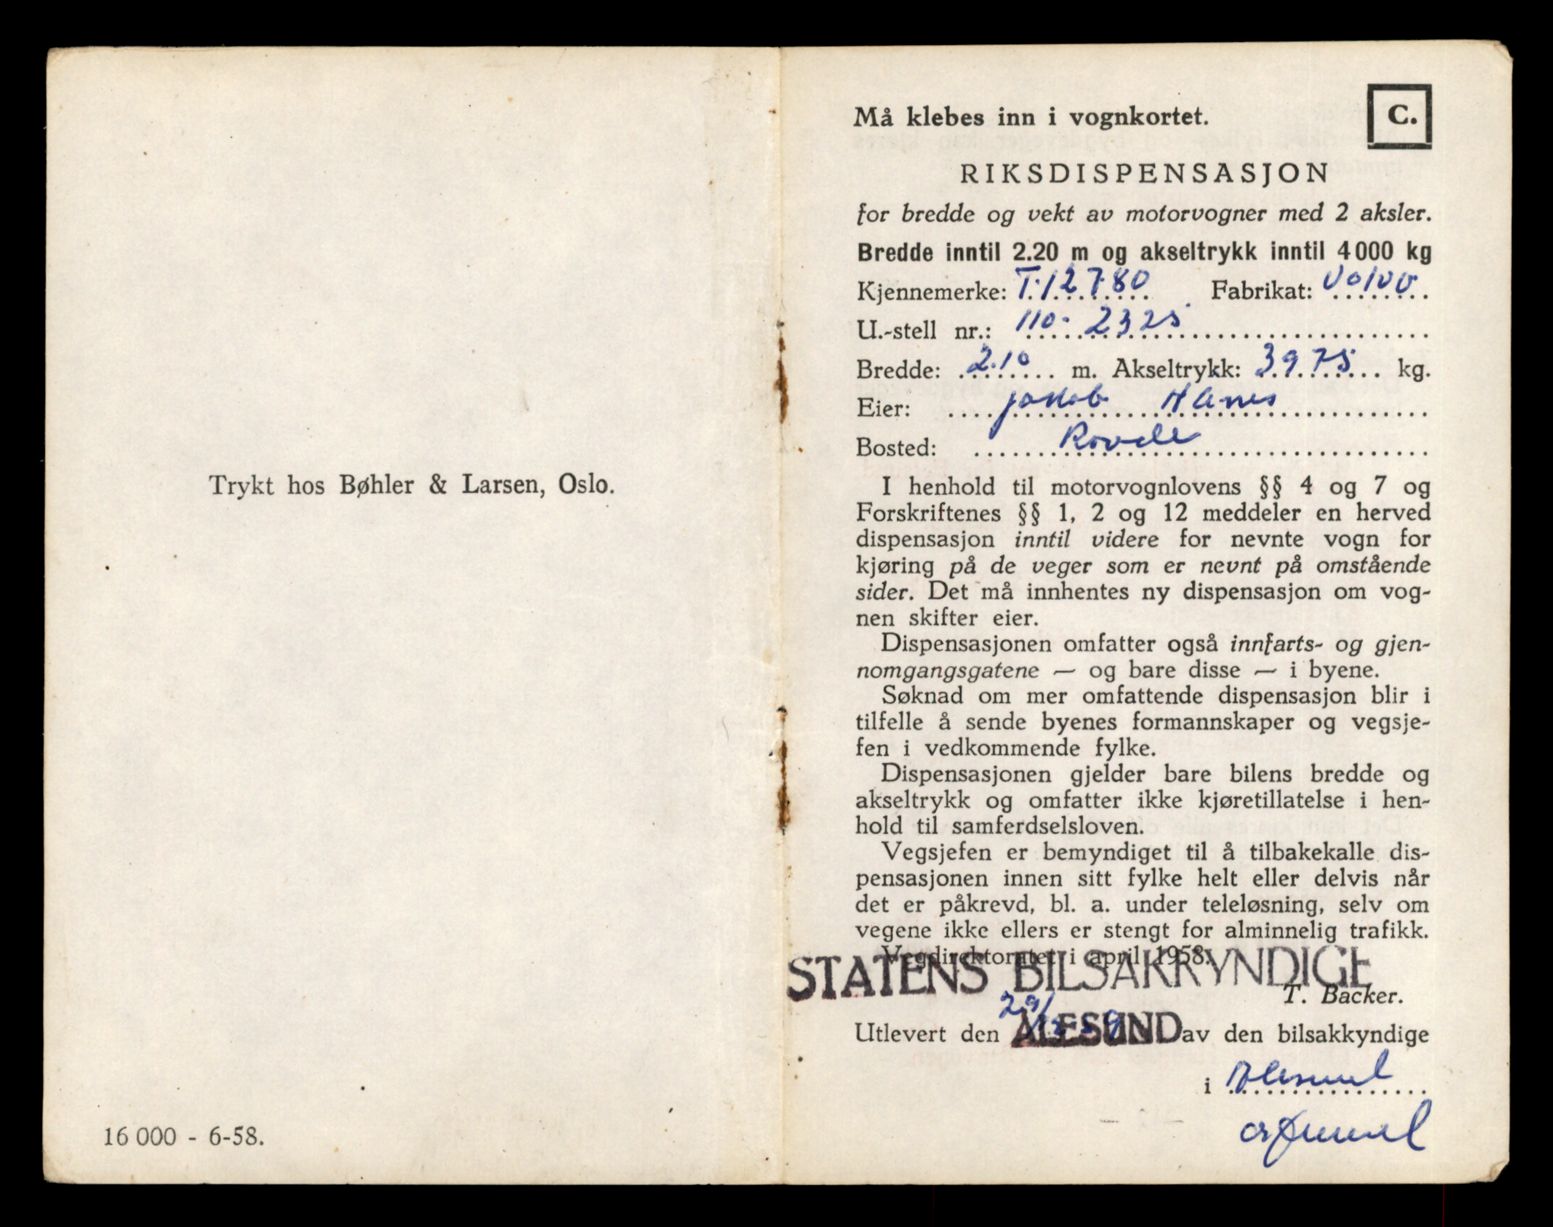 Trykt hos Bøhler & Larsen, Oslo.
16 000 - 6-58.
C.
Må klebes inn i vognkortet.
RIKSDISPENSASJON
for bredde og vekt av motorvogner med 2 aksler.
Bredde inntil 2.20 m og akseltrykk inntil 4000 kg
Kjennemerke: T-12780 Fabrikat: Volvo
U.-stell nr.: 110-2325
Bredde: 2.10 m. Akseltrykk: 3975 kg.
Eier: Jakob
Bosted: Rovde
I henhold til motorvognlovens §§ 4 og 7 og
Forskriftenes §§ 1, 2 og 12 meddeler en herved
dispensasjon inntil videre for nevnte vogn for
kjøring på de veger som er nevnt på omstående
sider. Det må innhentes ny dispensasjon om vog-
nen skifter eier.
Dispensasjonen omfatter også innfarts- og gjen-
nomgangsgatene — og bare disse — i byene.
Søknad om mer omfattende dispensasjon blir i
tilfelle å sende byenes formannskaper og vegsje-
fen i vedkommende fylke.
Dispensasjonen gjelder bare bilens bredde og
akseltrykk og omfatter ikke kjøretillatelse i hen-
hold til samferdselsloven.
Vegsjefen er bemyndiget til å tilbakekalle dis-
pensasjonen innen sitt fylke helt eller delvis når
det er påkrevd, bl. a. under teleløsning, selv om
vegene ikke ellers er stengt for alminnelig trafikk.
Vegdirektoratet i april 1958.
STATENS BILSAKKYNDIGE
T. Backer.
Utlevert den ÅLESUND av den bilsakkyndige
i Ålesund